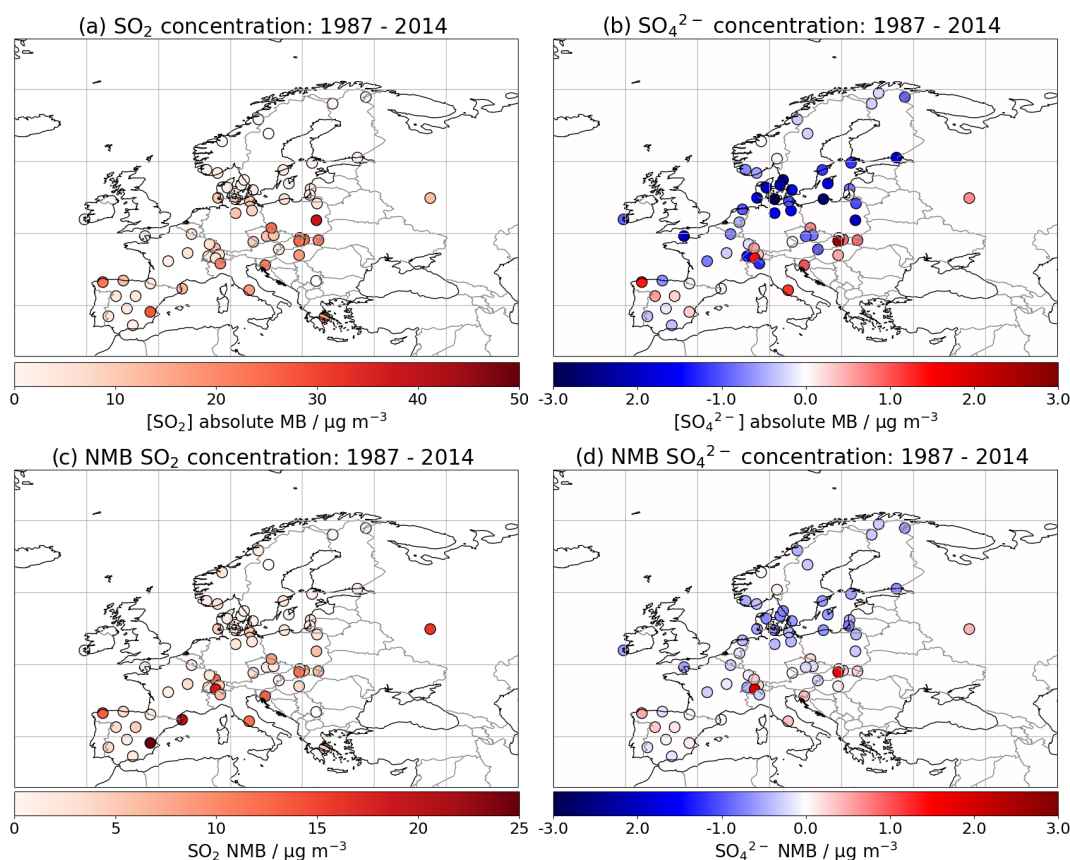 (a) SO₂ concentration: 1987 - 2014
(b) SO₄²⁻ concentration: 1987 - 2014
0 10 20 30 40 50
[SO₂] absolute MB / μg m⁻³
-3.0 2.0 -1.0 0.0 1.0 2.0 3.0
[SO₄²⁻] absolute MB / μg m⁻³
(c) NMB SO₂ concentration: 1987 - 2014
(d) NMB SO₄²⁻ concentration: 1987 - 2014
0 5 10 15 20 25
SO₂ NMB / μg m⁻³
-3.0 2.0 -1.0 0.0 1.0 2.0 3.0
SO₄²⁻ NMB / μg m⁻³